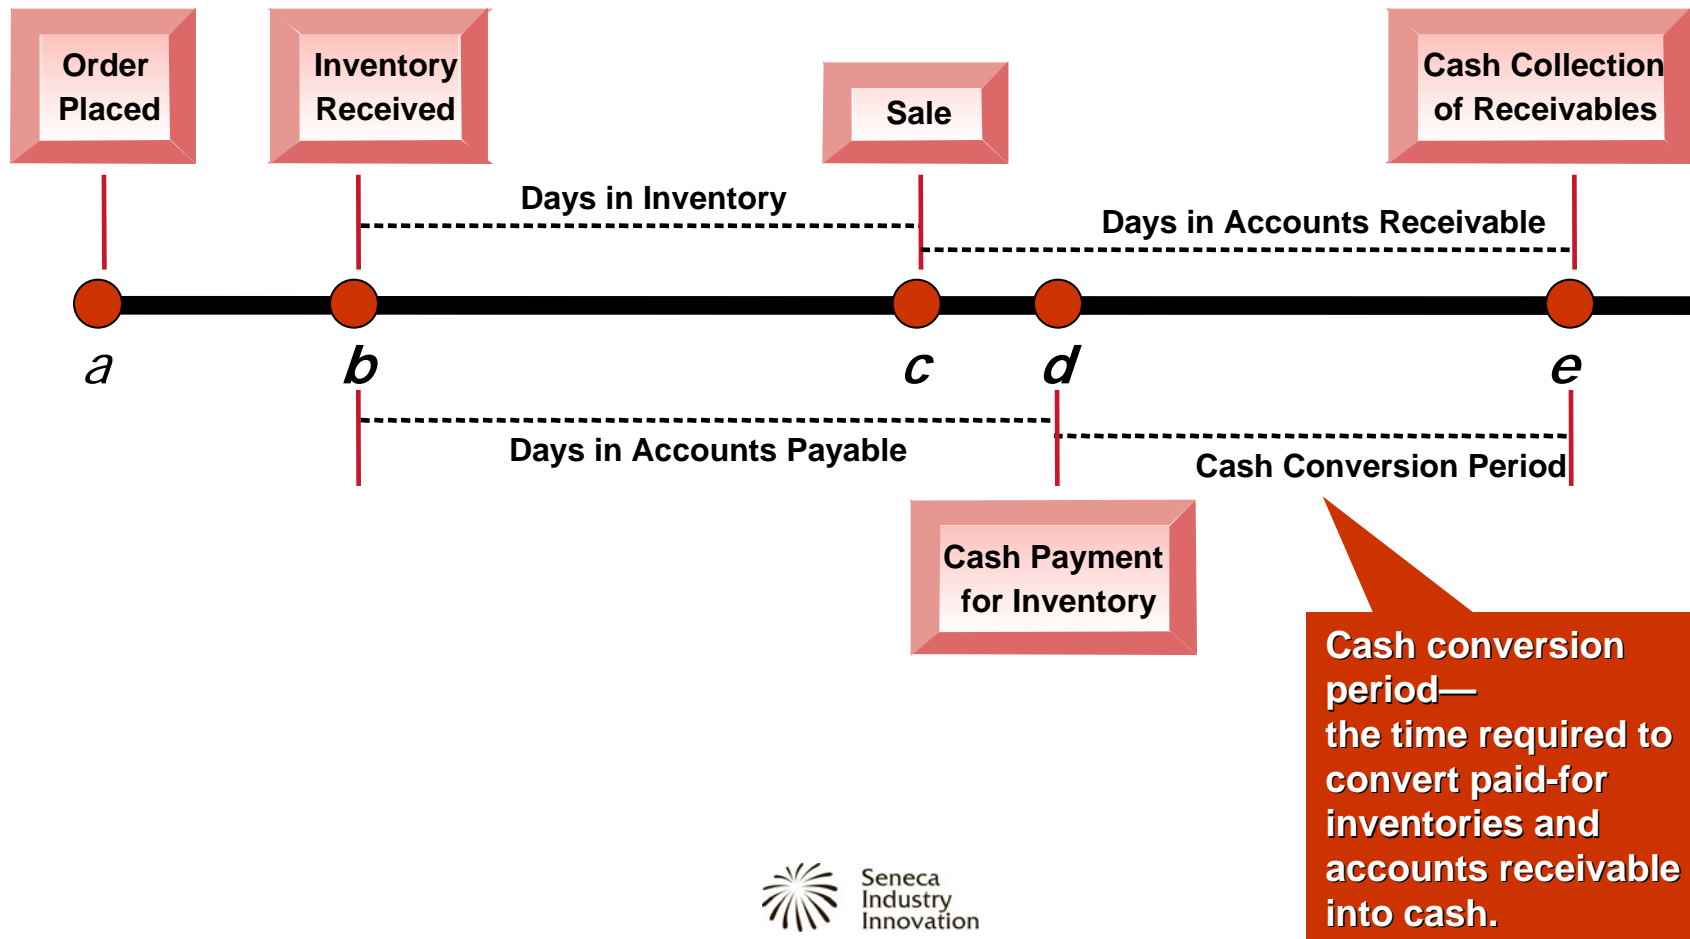 Order
Placed
Inventory
Received
Sale
Cash Collection
of Receivables
Days in Inventory
Days in Accounts Receivable
a
b
c
d
e
Days in Accounts Payable
Cash Conversion Period
Cash Payment
for Inventory
Cash conversion
period—
the time required to
convert paid-for
inventories and
accounts receivable
into cash.
Seneca
Industry
Innovation